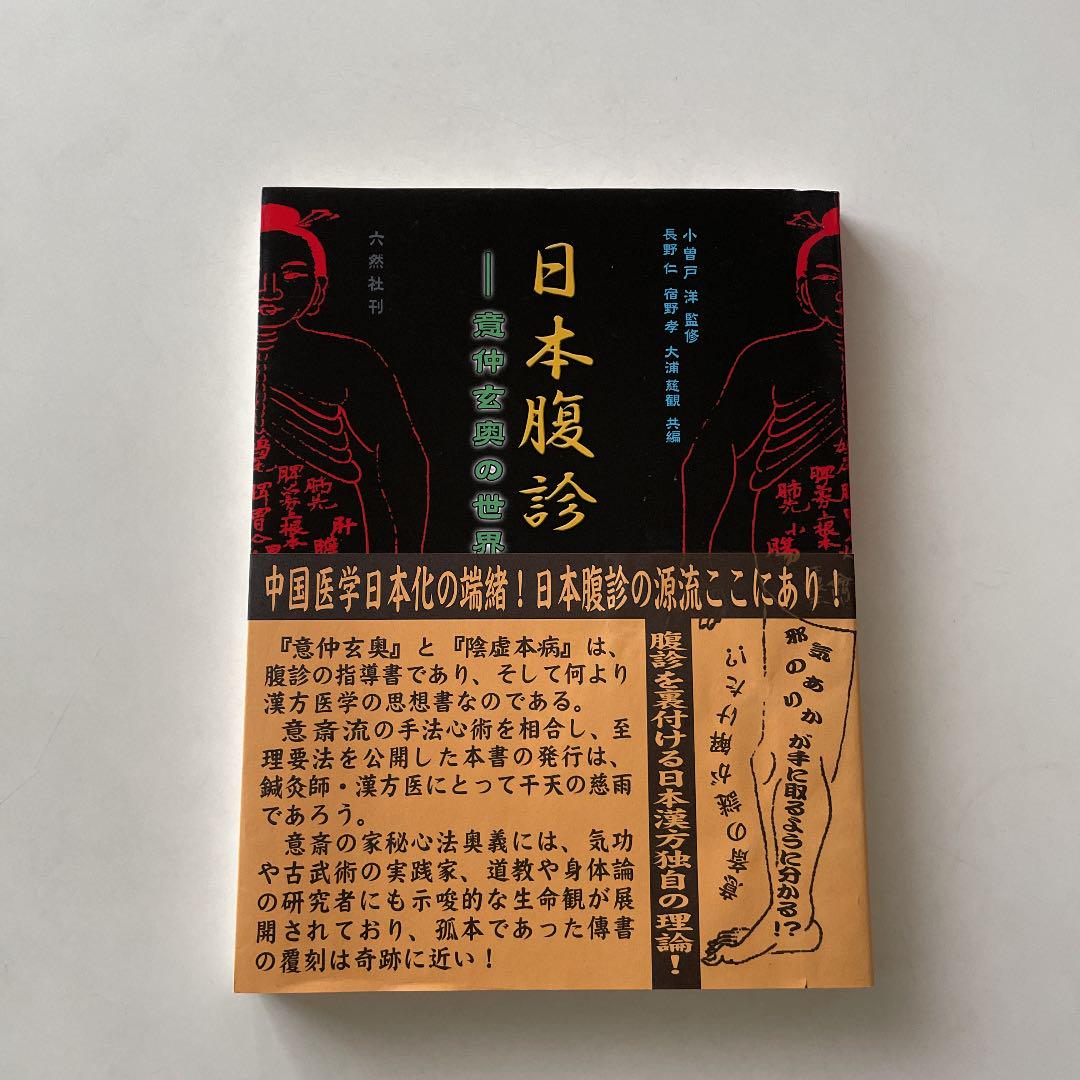 小曽戸 洋 監修
長野 仁 宿野 孝 大浦 慈観 共編
日本腹診
―意仲玄奥の世界
六然社刊
肺先
肝
小腸
中国医学日本化の端緒！日本腹診の源流ここにあり！
『意仲玄奥』と『陰虚本病』は、
腹診の指導書であり、そして何より
漢方医学の思想書なのである。
意斎流の手法心術を相合し、至
理要法を公開した本書の発行は、
鍼灸師・漢方医にとって干天の慈雨
であろう。
意斎の家秘心法奥義には、気功
や古武術の実践家、道教や身体論
の研究者にも示唆的な生命観が展
開されており、孤本であった傳書
の覆刻は奇跡に近い！
腹診を裏付ける日本漢方独自の理論！
意斎の謎が解けた！？
邪気のありかが手に取るように分かる！？